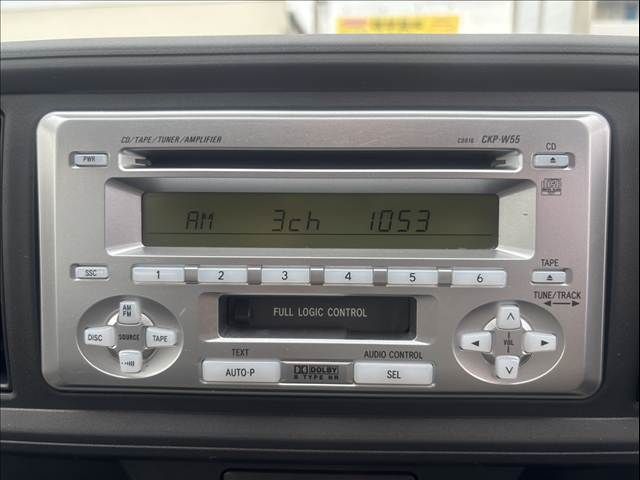 CD/TAPE/TUNER/AMPLIFIER
CKP-W55
CD
PWR
AM 3ch 1053
SSC
1 2 3 4 5 6
TAPE
TUNE/TRACK
AM
FM
DISC SOURCE TAPE
FULL LOGIC CONTROL
VOL
TEXT
AUTO-P
DOLBY
B TYPE NR
AUDIO CONTROL
SEL